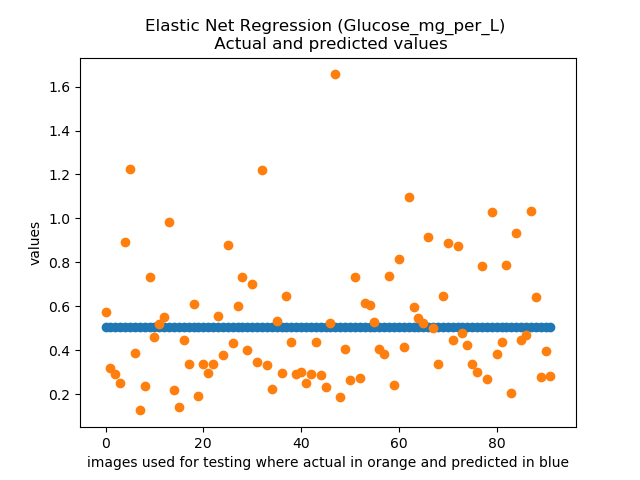 Elastic Net Regression (Glucose_mg_per_L)
Actual and predicted values
1.6
1.4
1.2
1.0
0.8
0.6
0.4
0.2
values
0 20 40 60 80
images used for testing where actual in orange and predicted in blue